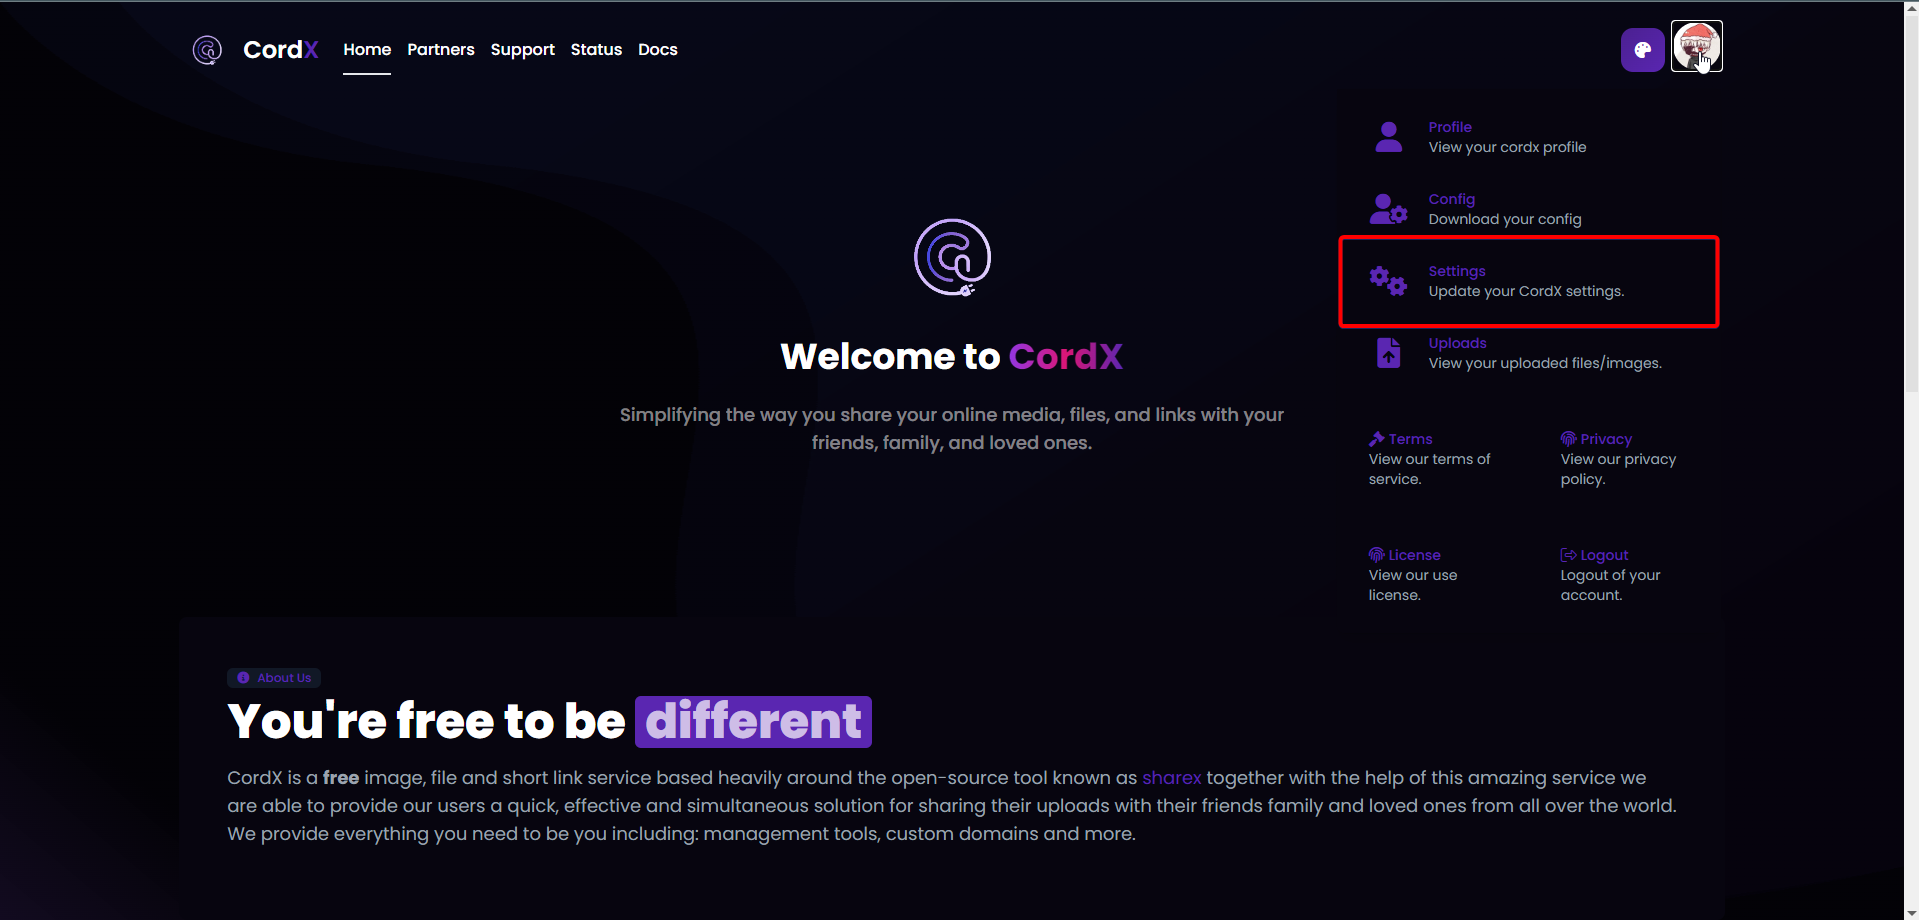 CordX
Home
Partners
Support
Status
Docs
Profile
View your cordx profile
Config
Download your config
Settings
Update your CordX settings.
Uploads
View your uploaded files/images.
Terms
View our terms of
service.
Privacy
View our privacy
policy.
License
View our use
license.
Logout
Logout of your
account.
Welcome to CordX
Simplifying the way you share your online media, files, and links with your
friends, family, and loved ones.
About Us
You're free to be different
CordX is a free image, file and short link service based heavily around the open-source tool known as sharex together with the help of this amazing service we
are able to provide our users a quick, effective and simultaneous solution for sharing their uploads with their friends family and loved ones from all over the world.
We provide everything you need to be you including: management tools, custom domains and more.